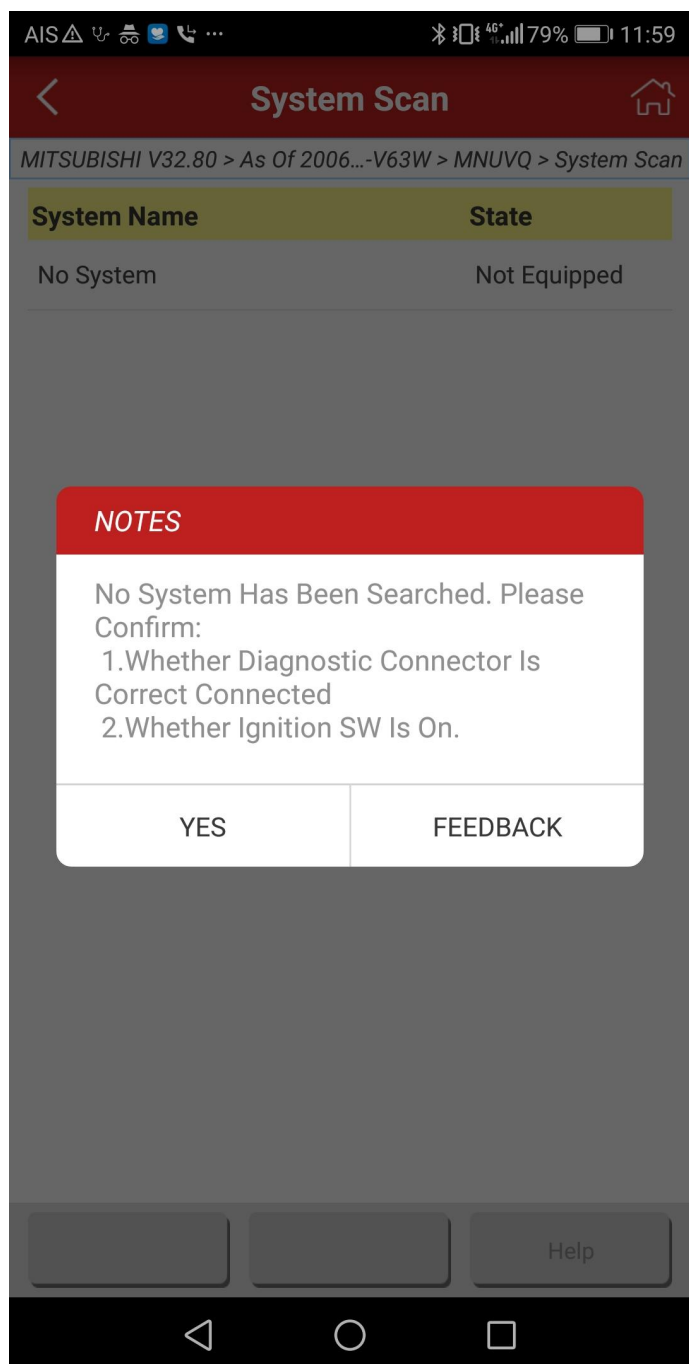 AIS 4G+ 79% 11:59
System Scan
MITSUBISHI V32.80 > As Of 2006...-V63W > MNUVQ > System Scan
System Name State
No System Not Equipped
NOTES
No System Has Been Searched. Please
Confirm:
1.Whether Diagnostic Connector Is
Correct Connected
2.Whether Ignition SW Is On.
YES FEEDBACK
Help